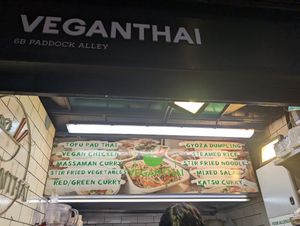 VEGANTHAI
6B PADDOCK ALLEY
TOFU PAD THAI
VEGAN CHICKEN
MASSAMAN CURRY
STIR FRIED VEGETABLE
RED/GREEN CURRY
VEGANTHAI
GYOZA DUMPLING
STEAMED RICE
STIR FRIED NOODLE
MIXED SALAD
KATSU CURRY